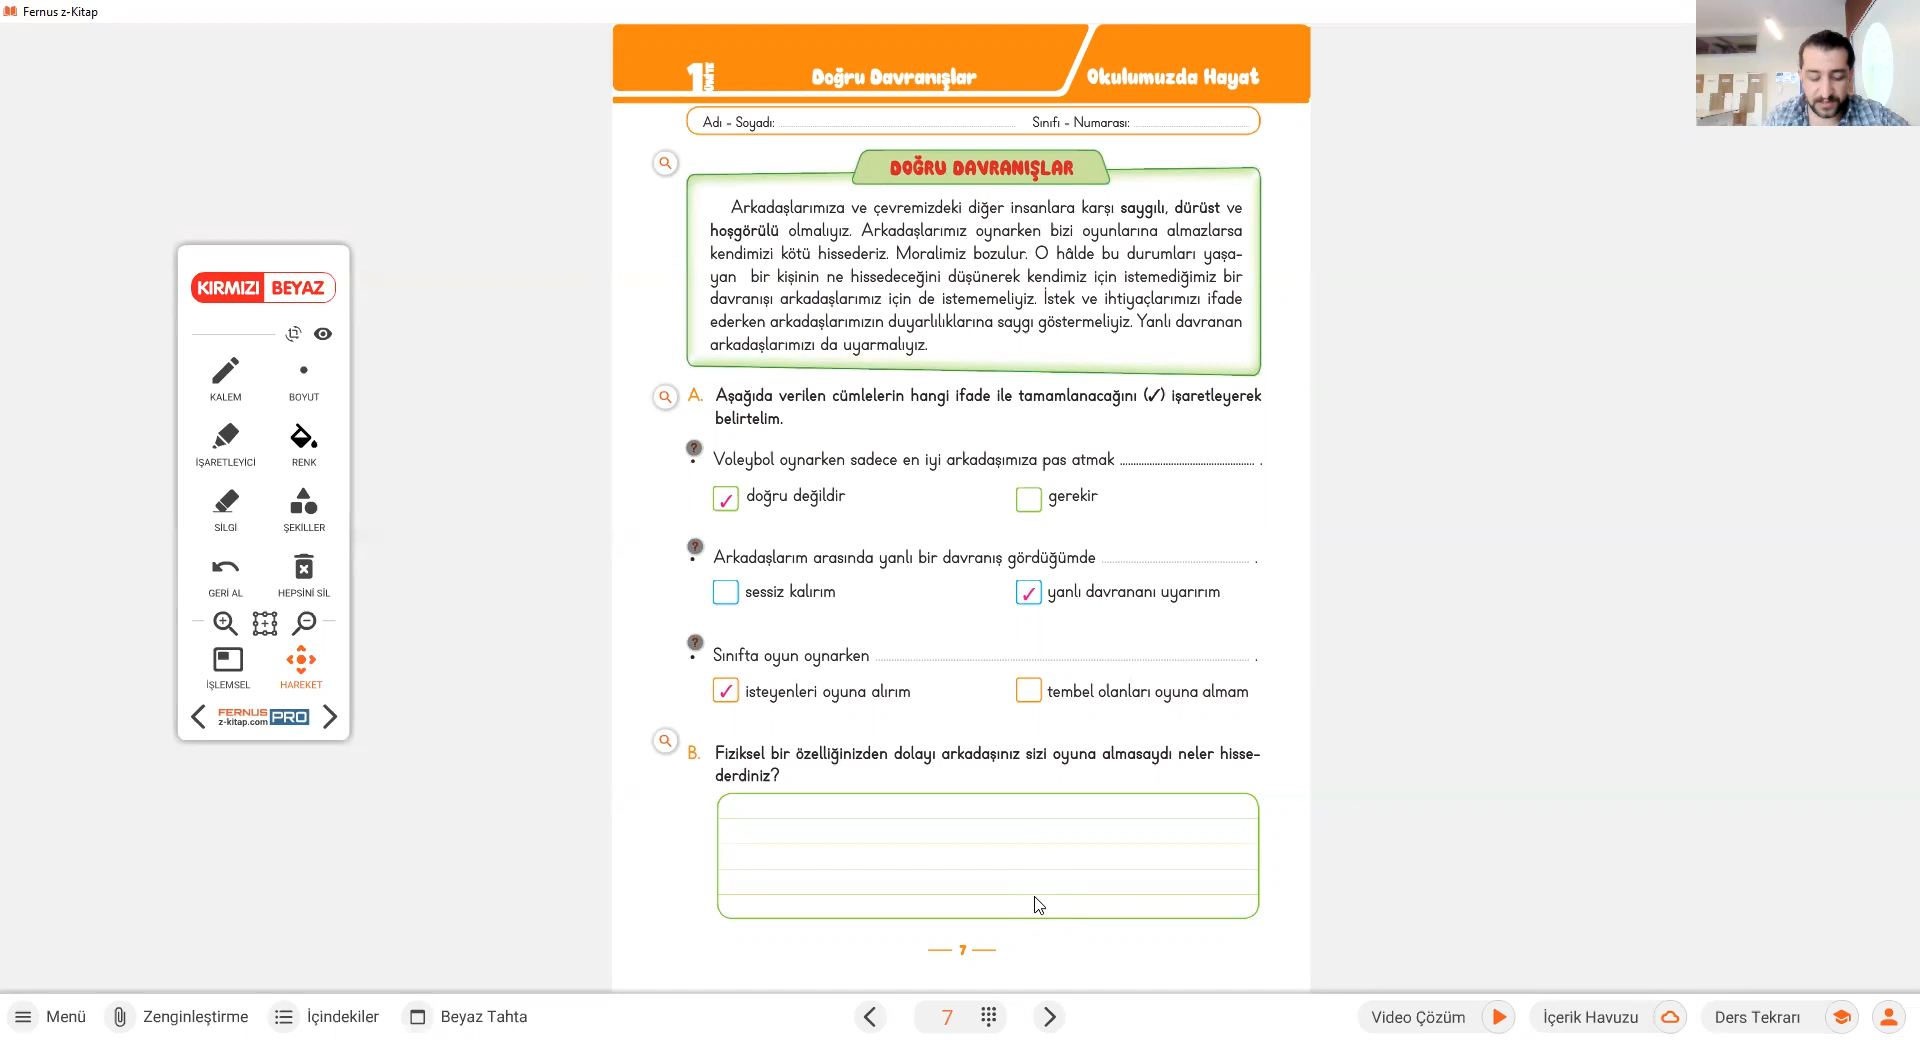 Fernus z-Kitap
1. ÜNİTE
Doğru Davranışlar
Okulumuzda Hayat
Adı - Soyadı:
Sınıfı - Numarası:
DOĞRU DAVRANIŞLAR
Arkadaşlarımıza ve çevremizdeki diğer insanlara karşı saygılı, dürüst ve
hoşgörülü olmalıyız. Arkadaşlarımız oynarken bizi oyunlarına almazlarsa
kendimizi kötü hissederiz. Moralimiz bozulur. O hâlde bu durumları yaşa-
yan bir kişinin ne hissedeceğini düşünerek kendimiz için istemediğimiz bir
davranışı arkadaşlarımız için de istememeliyiz. İstek ve ihtiyaçlarımızı ifade
ederken arkadaşlarımızın duyarlılıklarına saygı göstermeliyiz. Yanlı davranan
arkadaşlarımızı da uyarmalıyız.
A. Aşağıda verilen cümlelerin hangi ifade ile tamamlanacağını (✓) işaretleyerek
belirtelim.
• Voleybol oynarken sadece en iyi arkadaşımıza pas atmak .............................................. .
✓ doğru değildir
gerekir
• Arkadaşlarım arasında yanlı bir davranış gördüğümde .............................................. .
sessiz kalırım
✓ yanlı davrananı uyarırım
• Sınıfta oyun oynarken .............................................. .
✓ isteyenleri oyuna alırım
tembel olanları oyuna almam
B. Fiziksel bir özelliğinizden dolayı arkadaşınız sizi oyuna almasaydı neler hisse-
derdiniz?
7
KIRMIZI BEYAZ
KALEM
BOYUT
İŞARETLEYİCİ
RENK
SİLGİ
ŞEKİLLER
GERİ AL
HEPSİNİ SİL
İŞLEMSEL
HAREKET
FERNUS
z-kitap.com PRO
Menü
Zenginleştirme
İçindekiler
Beyaz Tahta
7
Video Çözüm
İçerik Havuzu
Ders Tekrarı